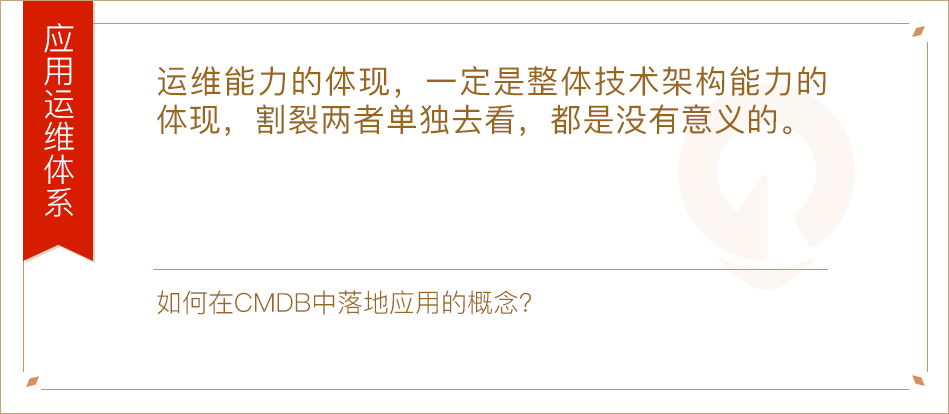 应用运维体系
运维能力的体现，一定是整体技术架构能力的
体现，割裂两者单独去看，都是没有意义的。
如何在CMDB中落地应用的概念？